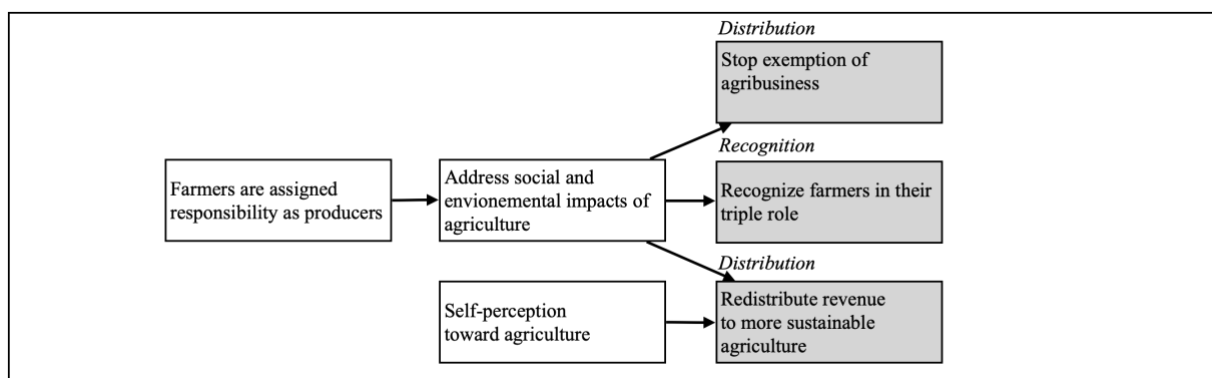 Distribution
Stop exemption of
agribusiness
Recognition
Farmers are assigned
responsibility as producers
Address social and
envionemental impacts of
agriculture
Recognize farmers in their
triple role
Distribution
Self-perception
toward agriculture
Redistribute revenue
to more sustainable
agriculture